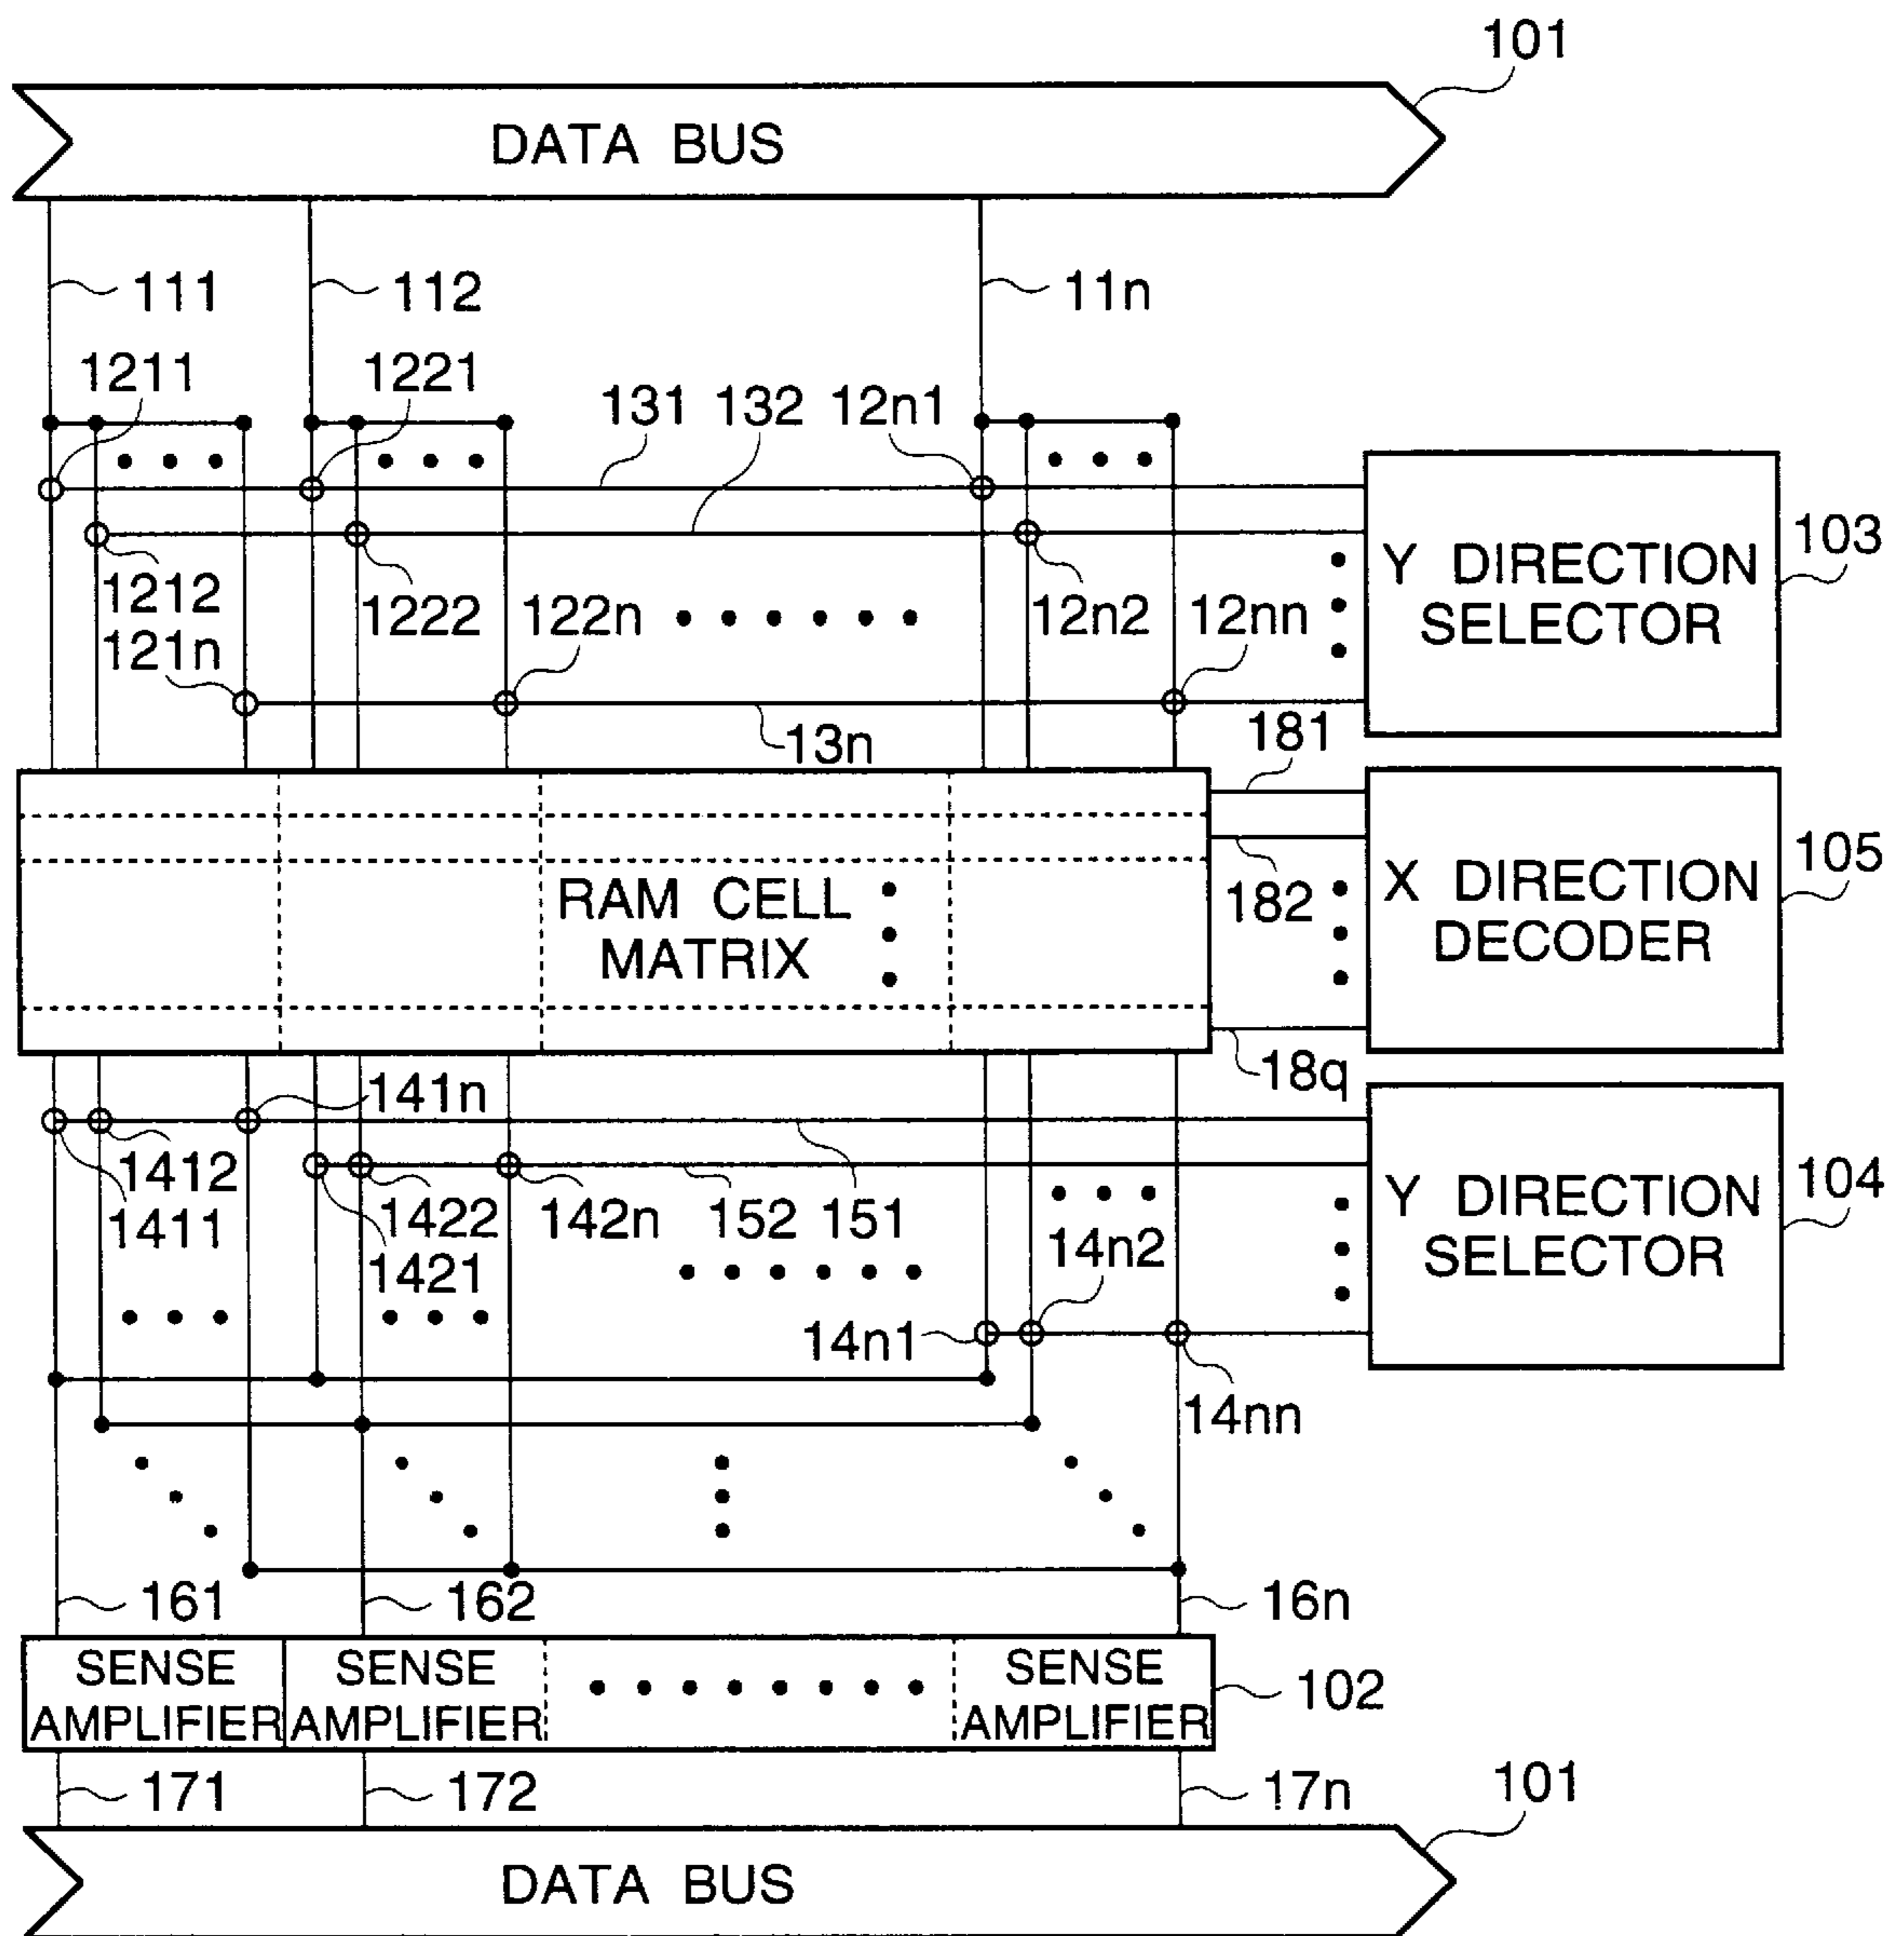 101
DATA BUS
111
112
11n
1211
1221
131
132
12n1
Y DIRECTION
SELECTOR
103
1212
1222
122n
12n2
12nn
121n
13n
181
RAM CELL
MATRIX
182
X DIRECTION
DECODER
105
18q
141n
1412
1411
1422
142n
152
151
1421
14n2
Y DIRECTION
SELECTOR
104
14n1
14nn
161
162
16n
SENSE
AMPLIFIER
SENSE
AMPLIFIER
SENSE
AMPLIFIER
102
171
172
17n
101
DATA BUS